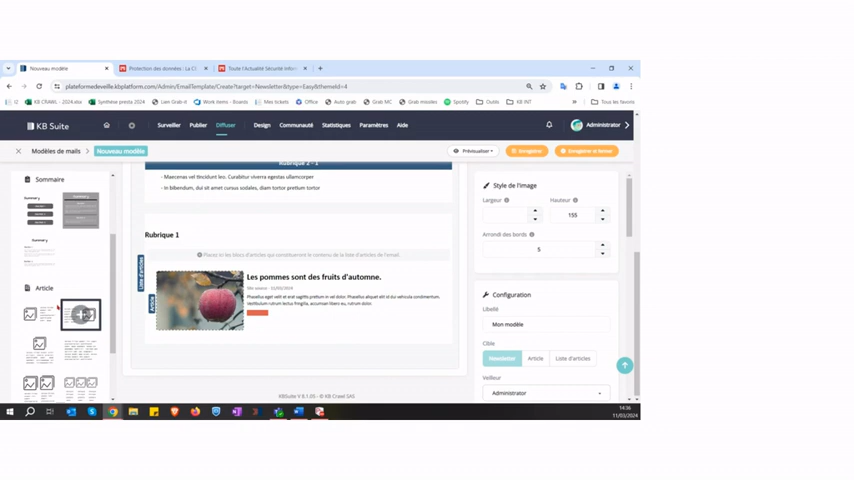 Nouveau modèle
Protection des données : La C
Toute l'Actualité Sécurité infor
plateformedeveille.kbplatform.com/Admin/EmailTemplate/Create?target=Newsletter&type=Easy&themeId=4
KB CRAWL - 2024.xlsx
Synthèse presta 2024
Lien Grab it
Work items - Boards
Mes tickets
Office
Auto grab
Grab MC
Grab missiles
Spotify
Outils
KB INT
Tous les favoris
KB Suite
Surveiller
Publier
Diffuser
Design
Communauté
Statistiques
Paramètres
Aide
Administrator
Modèles de mails
Nouveau modèle
Prévisualiser
Enregistrer
Enregistrer et fermer
Sommaire
Article
Rubrique 2 - 2
- Maecenas vel tincidunt leo. Curabitur viverra egestas ullamcorper
- In bibendum, dui sit amet cursus sodales, diam tortor pretium tortor
Rubrique 1
Placez ici les blocs d'articles qui constitueront le contenu de la liste d'articles de l'email.
Liste d'articles
Article
Les pommes sont des fruits d'automne.
Phasellus eget velit et erat sagittis pretium in vel dolor. Phasellus aliquet elit id dui vehicula condimentum.
Vestibulum rutrum lectus fringilla, accumsan libero eu, rutrum dolor.
KBSuite V 8.1.05 - © KB Crawl SAS
Style de l'image
Largeur
Hauteur
155
Arrondi des bords
5
Configuration
Libellé
Mon modèle
Cible
Newsletter
Article
Liste d'articles
Veilleur
Administrator
14:36
11/03/2024